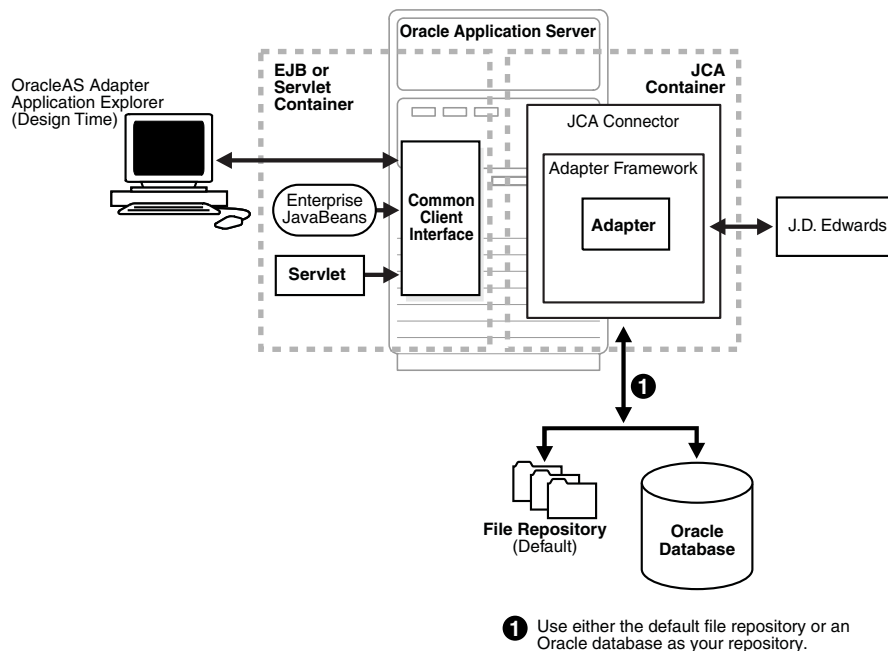 Oracle Application Server
OracleAS Adapter
Application Explorer
(Design Time)
EJB or
Servlet
Container
JCA
Container
JCA Connector
Adapter Framework
Adapter
Enterprise
JavaBeans
Common
Client
Interface
Servlet
J.D. Edwards
1
File Repository
(Default)
Oracle
Database
1 Use either the default file repository or an
Oracle database as your repository.